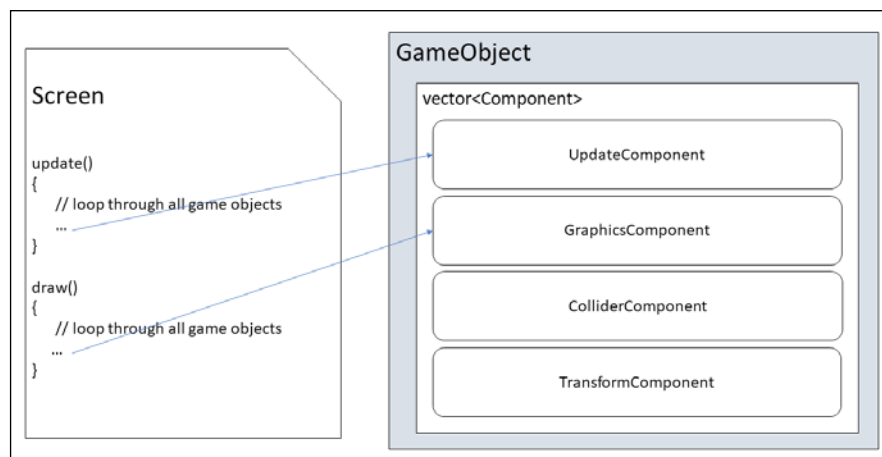 Screen
update()
{
// loop through all game objects
...
}
draw()
{
// loop through all game objects
...
}
GameObject
vector<Component>
UpdateComponent
GraphicsComponent
ColliderComponent
TransformComponent